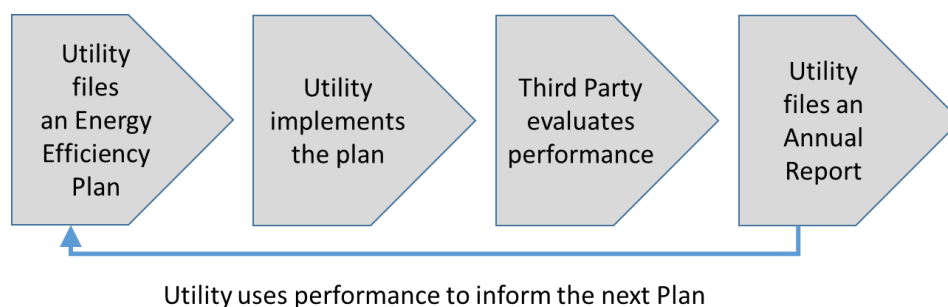 Utility
files
an Energy
Efficiency
Plan
Utility
implements
the plan
Third Party
evaluates
performance
Utility
files an
Annual
Report
Utility uses performance to inform the next Plan